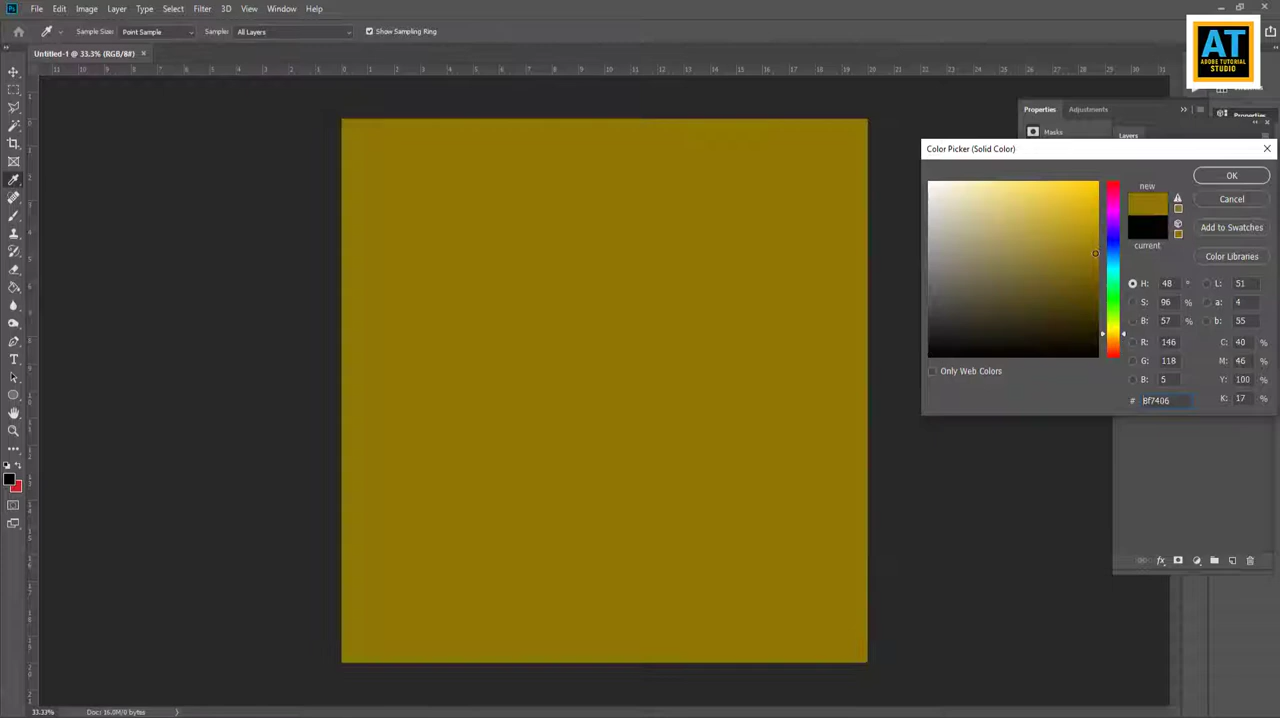 Ps File Edit Image Layer Type Select Filter 3D View Window Help
Sample Size: Point Sample Sample: All Layers Show Sampling Ring
AT
ADOBE TUTORIAL
STUDIO
Untitled-1 @ 33.3% (RGB/8#)
Properties Adjustments
Properties
Masks
Layers
Color Picker (Solid Color)
OK
new
Cancel
Add to Swatches
current
Color Libraries
H: 48 ° L: 51
S: 96 % a: 4
B: 57 % b: 55
R: 146 C: 40 %
G: 118 M: 46 %
Only Web Colors
B: 5 Y: 100 %
# 8f7406 K: 17 %
33.33% Doc: 16.0M/0 bytes